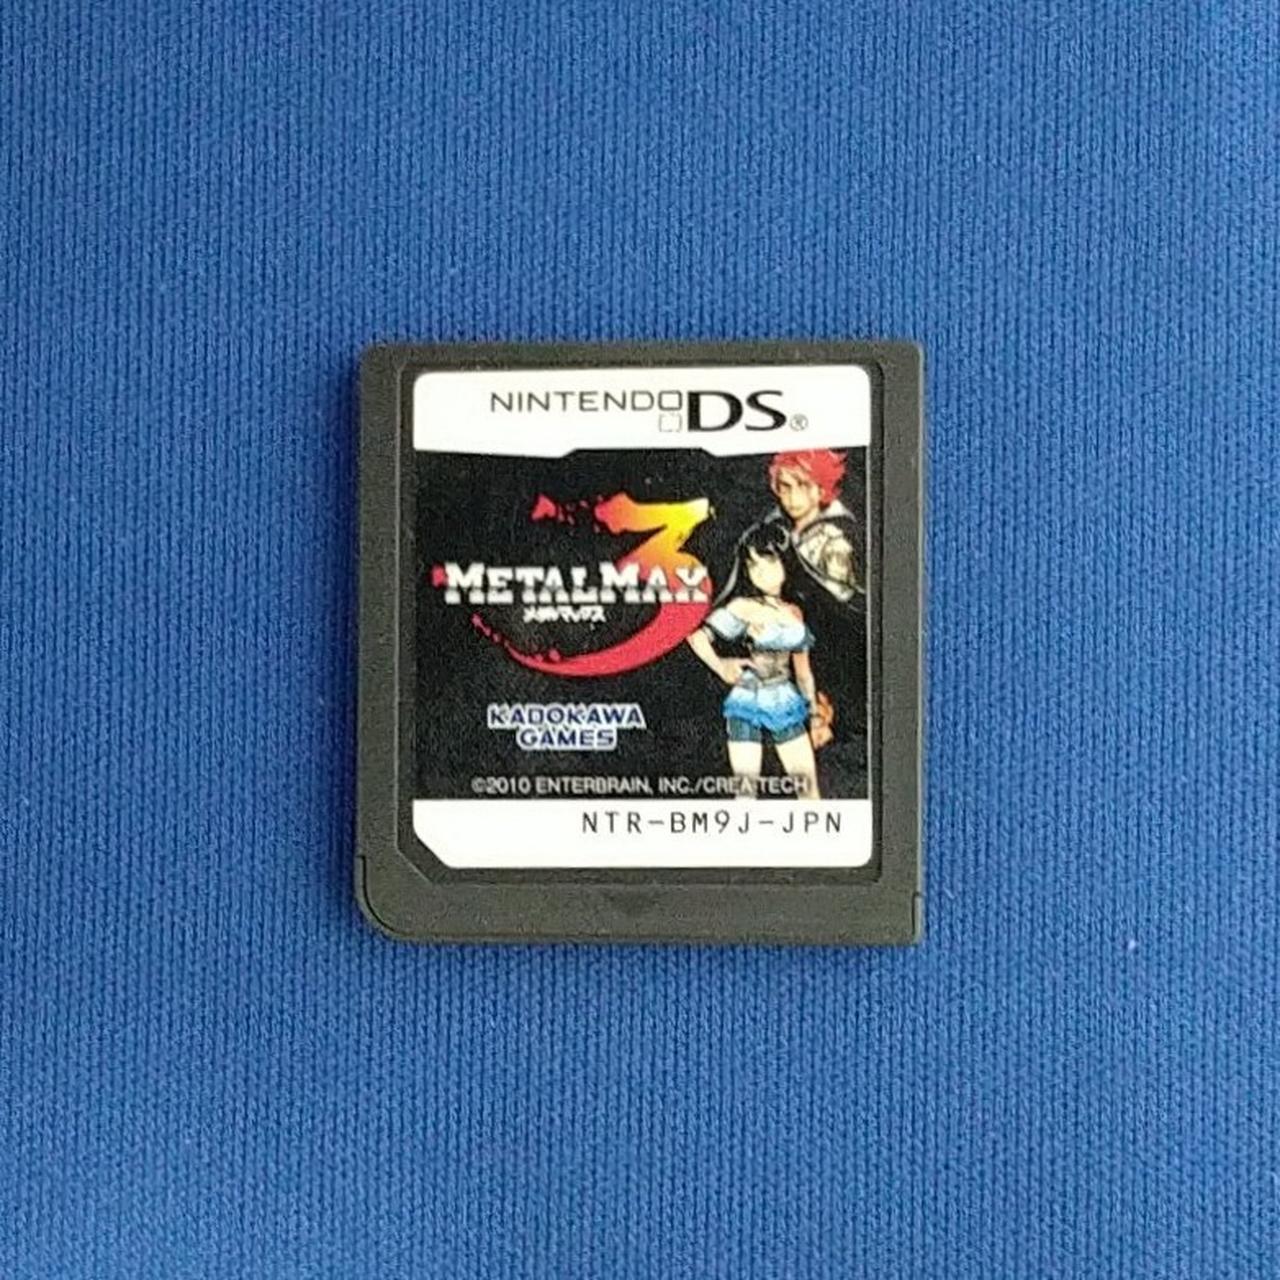 NINTENDO DS®
3
METALMAX
メタルマックス
KADOKAWA
GAMES
©2010 ENTERBRAIN, INC./CREA-TECH
NTR-BM9J-JPN